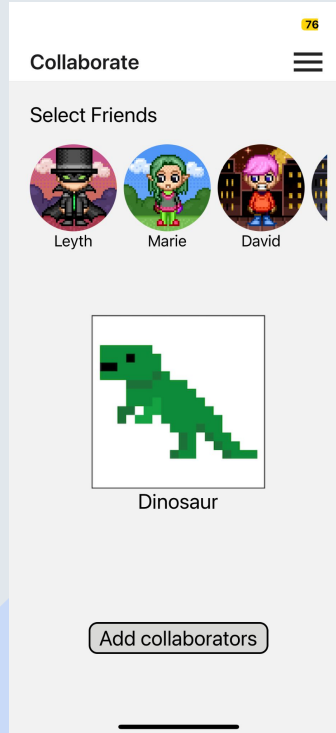 76
Collaborate
Select Friends
Leyth Marie David
Dinosaur
Add collaborators